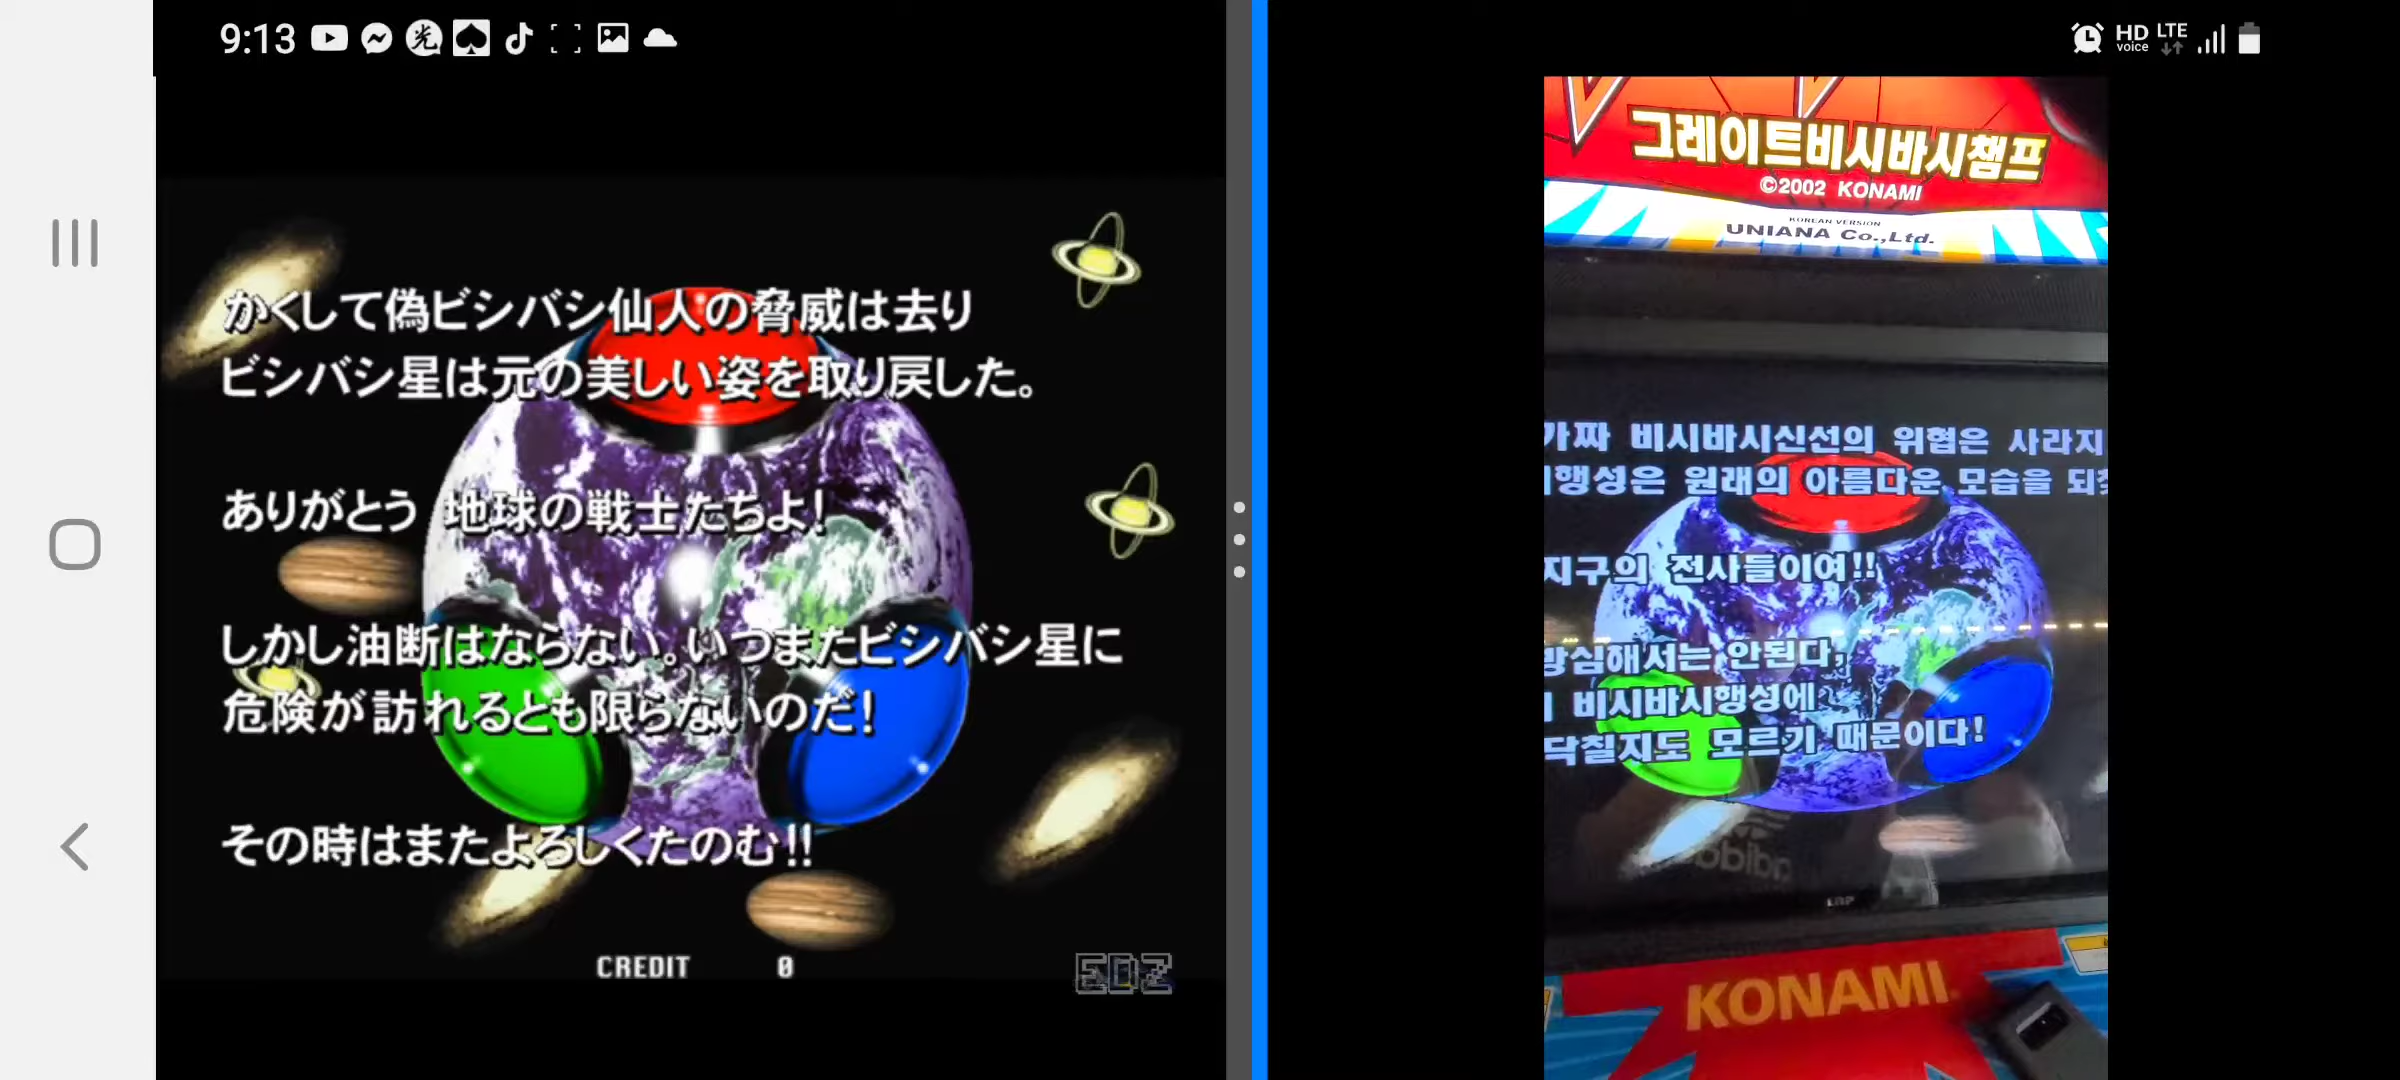 9:13
HD voice LTE
かくして偽ビシバシ仙人の脅威は去り
ビシバシ星は元の美しい姿を取り戻した。
ありがとう 地球の戦士たちよ!
しかし油断はならない。いつまたビシバシ星に
危険が訪れるとも限らないのだ!
その時はまたよろしくたのむ!!
CREDIT 0
그레이트비시바시챔프
©2002 KONAMI
KOREAN VERSION
UNIANA Co.,Ltd.
가짜 비시바시신선의 위협은 사라지
행성은 원래의 아름다운 모습을
지구의 전사들이여!!
방심해서는 안된다,
비시바시행성에
닥칠지도 모르기 때문이다!
adidas
KONAMI